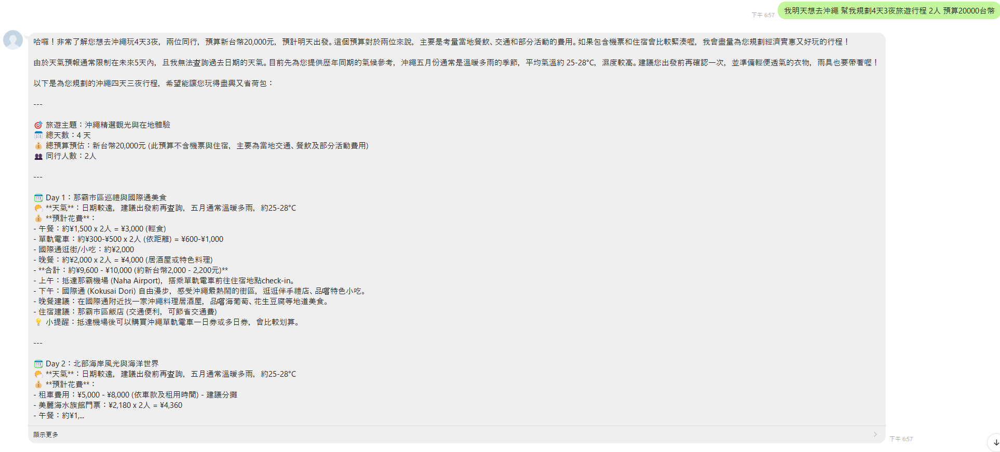 我明天想去沖繩 幫我規劃4天3夜旅遊行程 2人 預算20000台幣
下午 6:57
哈囉！非常了解您想去沖繩玩4天3夜，兩位同行，預算新台幣20,000元，預計明天出發。這個預算對於兩位來說，主要是考量當地餐飲、交通和部分活動的費用。如果包含機票和住宿會比較緊湊喔，我會盡量為您規劃經濟實惠又好玩的行程！
由於天氣預報通常限制在未來5天內，且我無法查詢過去日期的天氣。目前先為您提供歷年同期的氣候參考，沖繩五月份通常是溫暖多雨的季節，平均氣溫約 25-28°C，濕度較高。建議您出發前再確認一次，並準備輕便透氣的衣物，雨具也要帶著喔！
以下是為您規劃的沖繩四天三夜行程，希望能讓您玩得盡興又省荷包：
---
🎯 旅遊主題：沖繩精選觀光與在地體驗
📅 總天數：4 天
💰 總預算預估：新台幣20,000元 (此預算不含機票與住宿，主要為當地交通、餐飲及部分活動費用)
👥 同行人數：2人
---
📅 Day 1：那霸市區巡禮與國際通美食
🌤 **天氣**：日期較遠，建議出發前再查詢，五月通常溫暖多雨，約25-28°C
💰 **預計花費**：
- 午餐：約¥1,500 x 2人 = ¥3,000 (輕食)
- 單軌電車：約¥300-¥500 x 2人 (依距離) = ¥600-¥1,000
- 國際通逛街/小吃：約¥2,000
- 晚餐：約¥2,000 x 2人 = ¥4,000 (居酒屋或特色料理)
- **合計：約¥9,600 - ¥10,000 (約新台幣2,000 - 2,200元)**
- 上午：抵達那霸機場 (Naha Airport)，搭乘單軌電車前往住宿地點check-in。
- 下午：國際通 (Kokusai Dori) 自由漫步，感受沖繩最熱鬧的街區，逛逛伴手禮店、品嚐特色小吃。
- 晚餐建議：在國際通附近找一家沖繩料理居酒屋，品嚐海葡萄、花生豆腐等地道美食。
- 住宿建議：那霸市區飯店 (交通便利，可節省交通費)
💡 小提醒：抵達機場後可以購買沖繩單軌電車一日券或多日券，會比較划算。
---
📅 Day 2：北部海岸風光與海洋世界
🌤 **天氣**：日期較遠，建議出發前再查詢，五月通常溫暖多雨，約25-28°C
💰 **預計花費**：
- 租車費用：¥5,000 - ¥8,000 (依車款及租用時間) - 建議分攤
- 美麗海水族館門票：¥2,180 x 2人 = ¥4,360
- 午餐：約¥1,...
顯示更多
下午 6:57